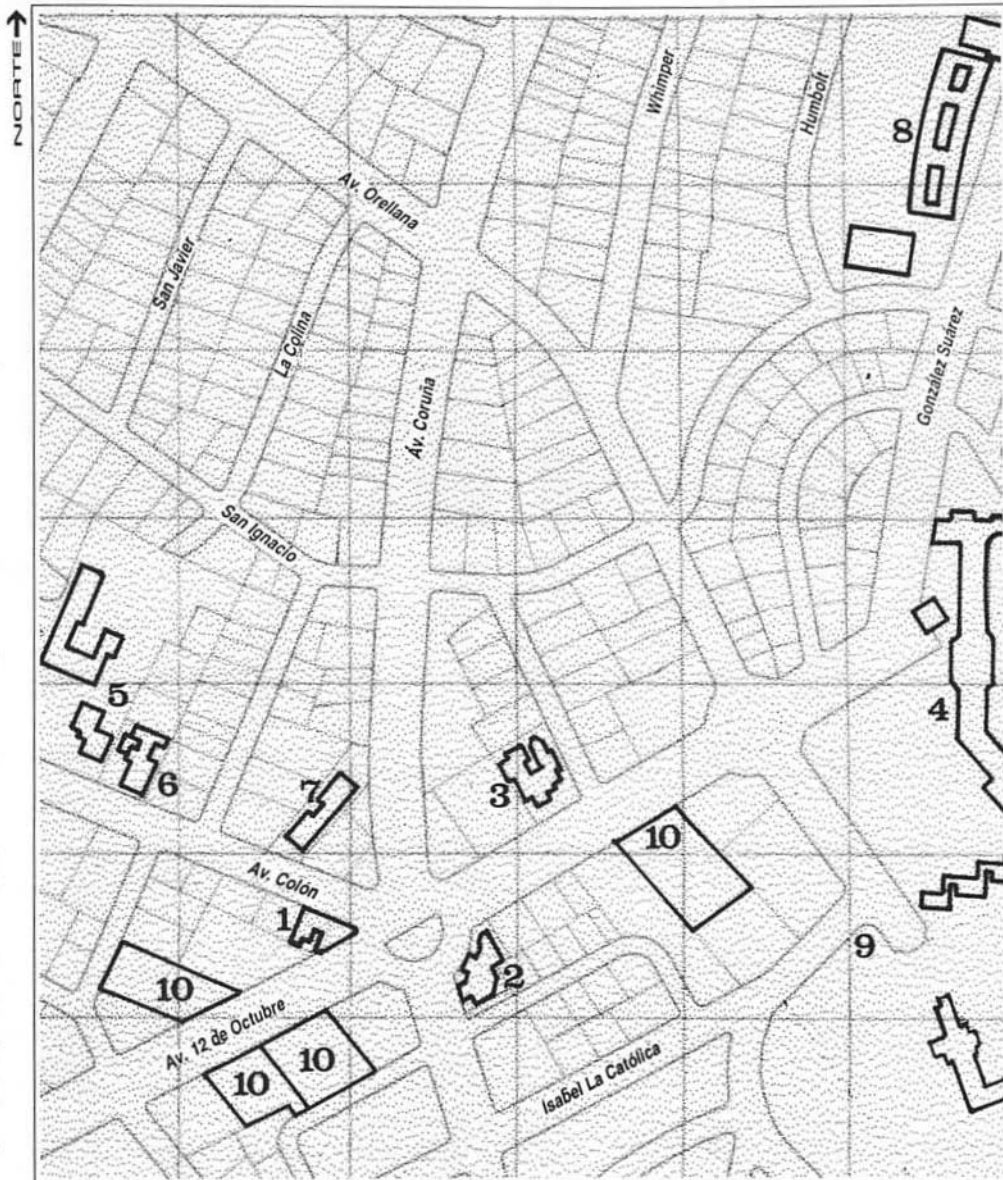 NORTE
Whimper
Humbolt
8
Av. Orellana
San Javier
La Colina
Áv. Coruña
González Suárez
San Ignacio
5
4
6
7
3
10
Av. Colón
1
2
9
10
Av. 12 de Octubre
10
10
Isabel La Católica